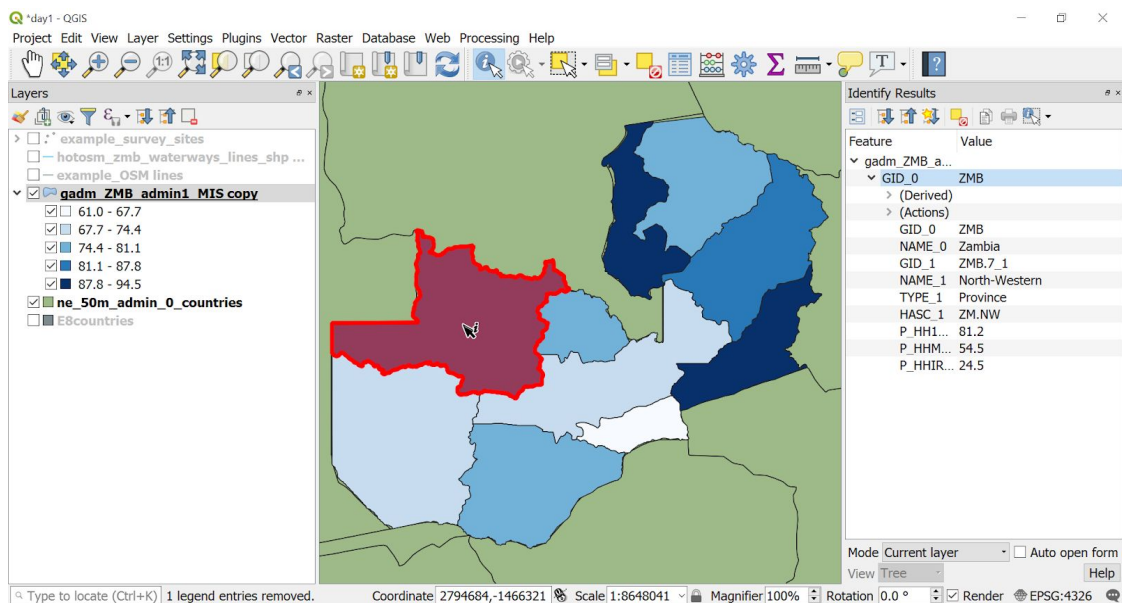 *day1 - QGIS
Project Edit View Layer Settings Plugins Vector Raster Database Web Processing Help
1:1
T
?
Layers
example_survey_sites
hotosm_zmb_waterways_lines_shp ...
example_OSM lines
gadm_ZMB_admin1_MIS copy
61.0 - 67.7
67.7 - 74.4
74.4 - 81.1
81.1 - 87.8
87.8 - 94.5
ne_50m_admin_0_countries
E8countries
Identify Results
Feature Value
gadm_ZMB_a...
GID_0 ZMB
(Derived)
(Actions)
GID_0 ZMB
NAME_0 Zambia
GID_1 ZMB.7_1
NAME_1 North-Western
TYPE_1 Province
HASC_1 ZM.NW
P_HH1... 81.2
P_HHM... 54.5
P_HHIR... 24.5
Mode Current layer Auto open form
View Tree Help
Type to locate (Ctrl+K) 1 legend entries removed. Coordinate 2794684,-1466321 Scale 1:8648041 Magnifier 100% Rotation 0.0 ° Render EPSG:4326